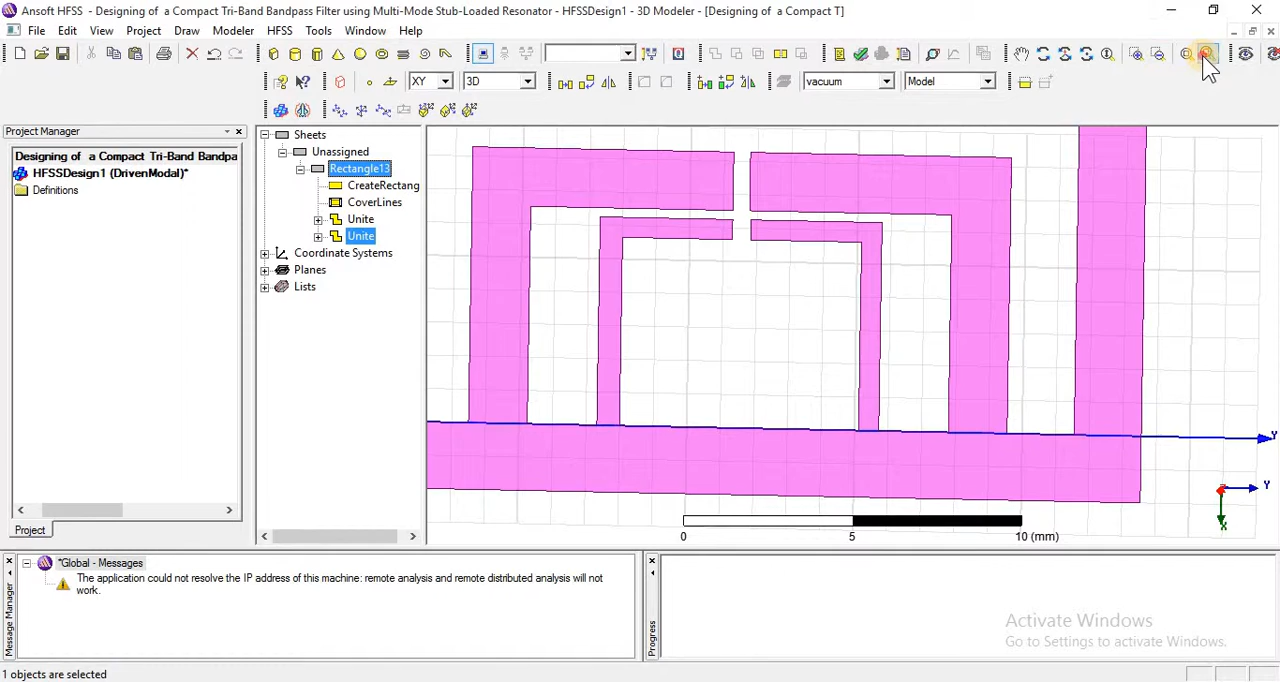 Ansoft HFSS - Designing of a Compact Tri-Band Bandpass Filter using Multi-Mode Stub-Loaded Resonator - HFSSDesign1 - 3D Modeler - [Designing of a Compact T]
File Edit View Project Draw Modeler HFSS Tools Window Help
XY 3D vacuum Model
Project Manager
Designing of a Compact Tri-Band Bandpa
HFSSDesign1 (DrivenModal)*
Definitions
Project
Sheets
Unassigned
Rectangle13
CreateRectang
CoverLines
Unite
Unite
Coordinate Systems
Planes
Lists
Y
Y
X
0 5 10 (mm)
Message Manager
*Global - Messages
The application could not resolve the IP address of this machine: remote analysis and remote distributed analysis will not
work.
Progress
Activate Windows
Go to Settings to activate Windows.
1 objects are selected